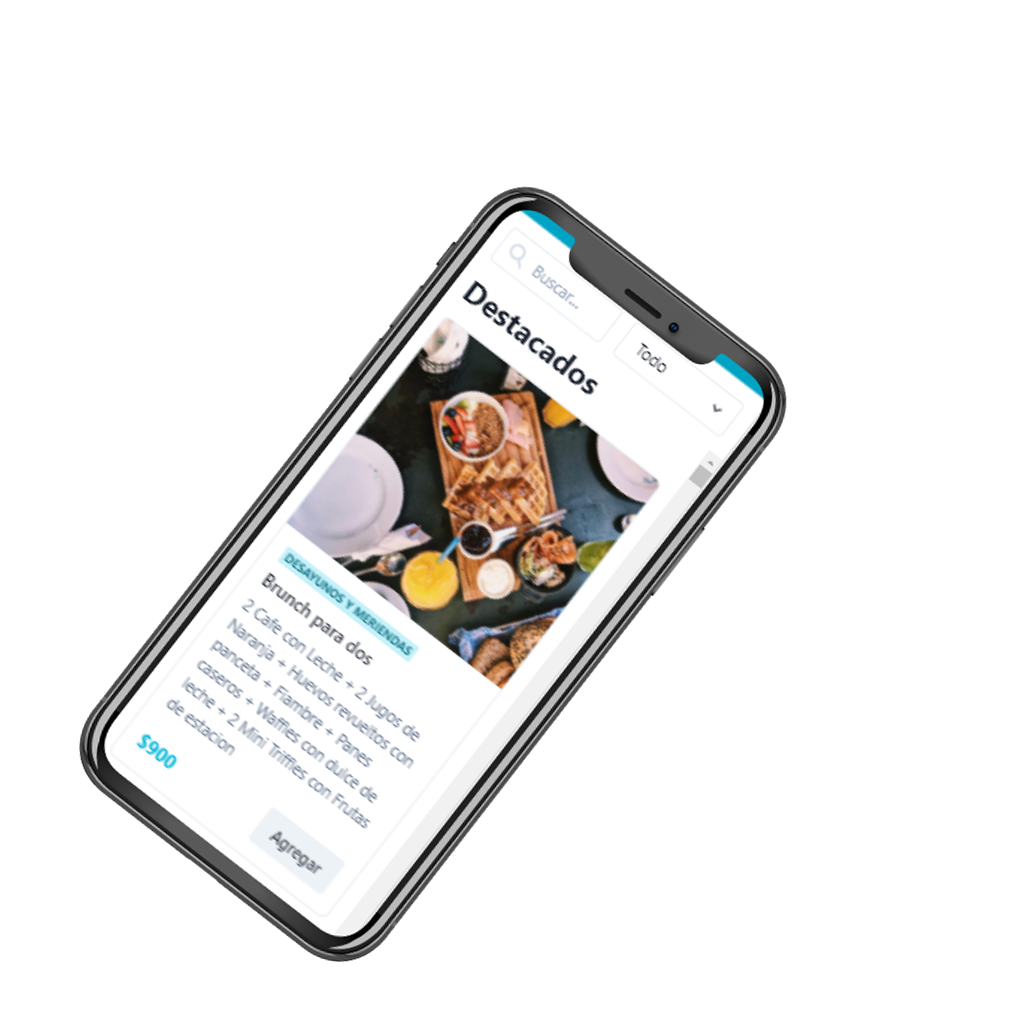 Buscar...
Todo
Destacados
DESAYUNOS Y MERIENDAS
Brunch para dos
2 Cafe con Leche + 2 Jugos de
Naranja + Huevos revueltos con
panceta + Fiambre + Panes
caseros + Waffles con dulce de
leche + 2 Mini Triffles con Frutas
de estacion
$900
Agregar